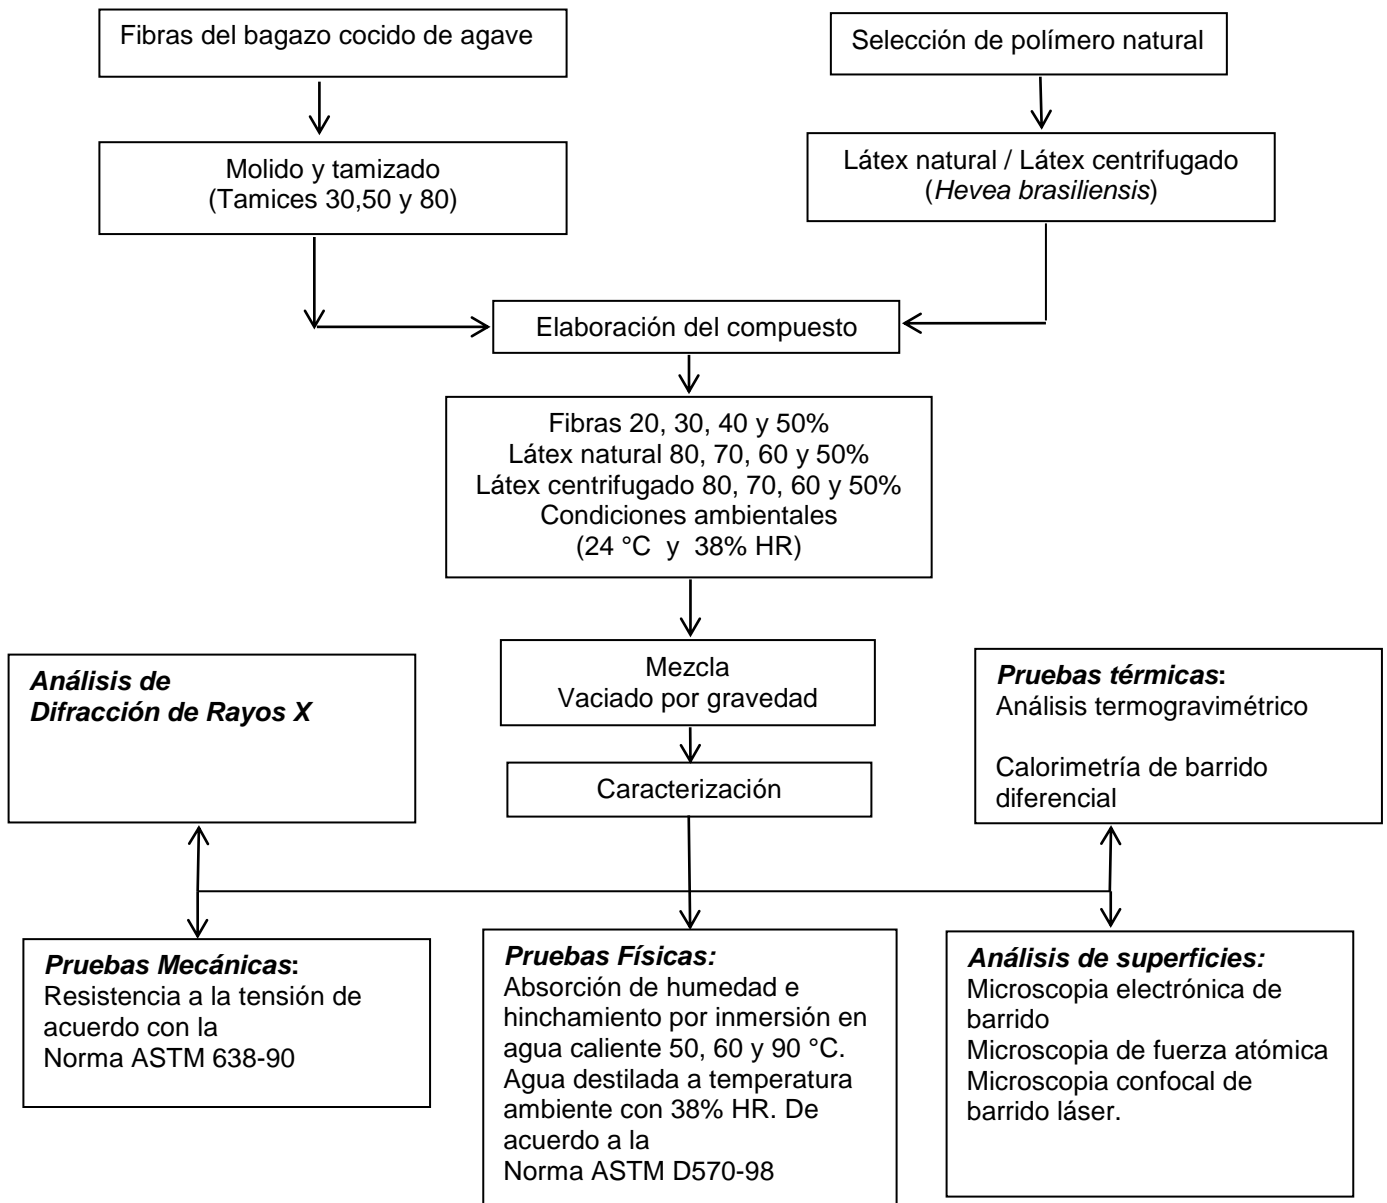 Fibras del bagazo cocido de agave
Selección de polímero natural
Molido y tamizado
(Tamices 30,50 y 80)
Látex natural / Látex centrifugado
(Hevea brasiliensis)
Elaboración del compuesto
Fibras 20, 30, 40 y 50%
Látex natural 80, 70, 60 y 50%
Látex centrifugado 80, 70, 60 y 50%
Condiciones ambientales
(24 °C y 38% HR)
Mezcla
Vaciado por gravedad
Caracterización
Análisis de
Difracción de Rayos X
Pruebas térmicas:
Análisis termogravimétrico
Calorimetría de barrido
diferencial
Pruebas Mecánicas:
Resistencia a la tensión de
acuerdo con la
Norma ASTM 638-90
Pruebas Físicas:
Absorción de humedad e
hinchamiento por inmersión en
agua caliente 50, 60 y 90 °C.
Agua destilada a temperatura
ambiente con 38% HR. De
acuerdo a la
Norma ASTM D570-98
Análisis de superficies:
Microscopia electrónica de
barrido
Microscopia de fuerza atómica
Microscopia confocal de
barrido láser.